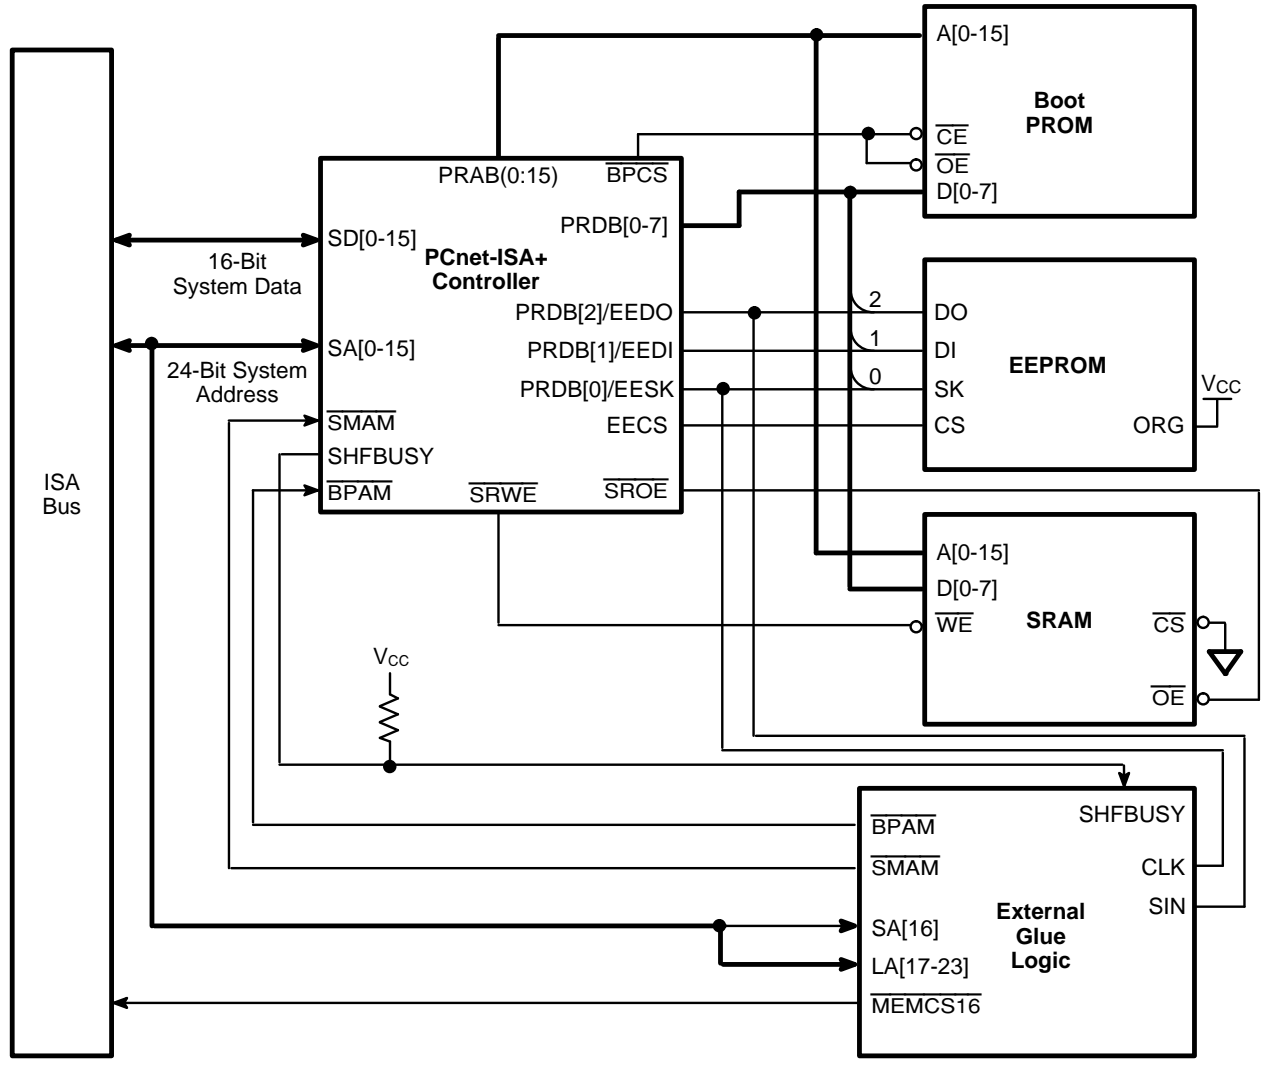 ISA
Bus
16-Bit
System Data
24-Bit System
Address
PRAB(0:15)
BPCS
SD[0-15]
PRDB[0-7]
PCnet-ISA+
Controller
PRDB[2]/EEDO
SA[0-15]
PRDB[1]/EEDI
PRDB[0]/EESK
SMAM
EECS
SHFBUSY
BPAM
SRWE
SROE
A[0-15]
Boot
PROM
CE
OE
D[0-7]
2
1
0
DO
DI
EEPROM
SK
CS
ORG
VCC
A[0-15]
D[0-7]
WE
SRAM
CS
OE
VCC
SHFBUSY
BPAM
SMAM
CLK
SIN
External
Glue
Logic
SA[16]
LA[17-23]
MEMCS16